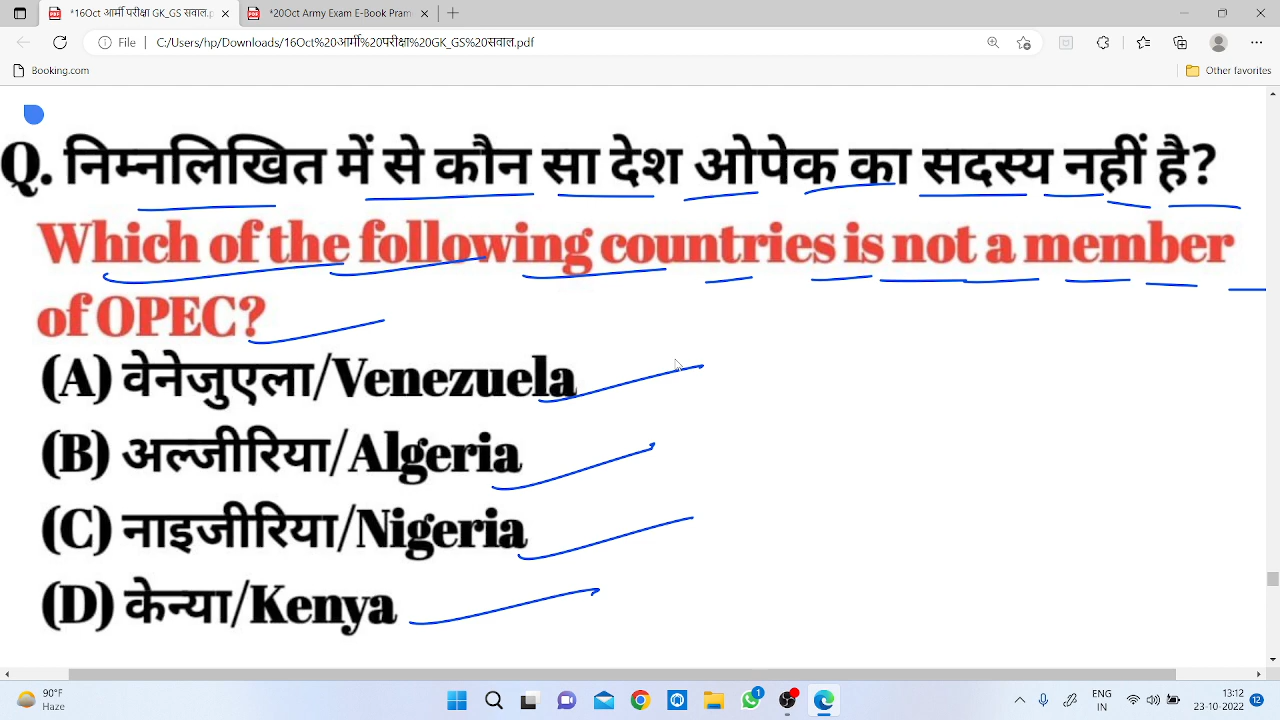 *16Oct आर्मी परीक्षा GK_GS सवाल.p
*20Oct Army Exam E-Book Pram
File C:/Users/hp/Downloads/16Oct%20आर्मी%20परीक्षा%20GK_GS%20सवाल.pdf
Booking.com
Other favorites
Q. निम्नलिखित में से कौन सा देश ओपेक का सदस्य नहीं है?
Which of the following countries is not a member
of OPEC?
(A) वेनेजुएला/Venezuela
(B) अल्जीरिया/Algeria
(C) नाइजीरिया/Nigeria
(D) केन्या/Kenya
90°F
Haze
1
ENG
IN
23-10-2022
12